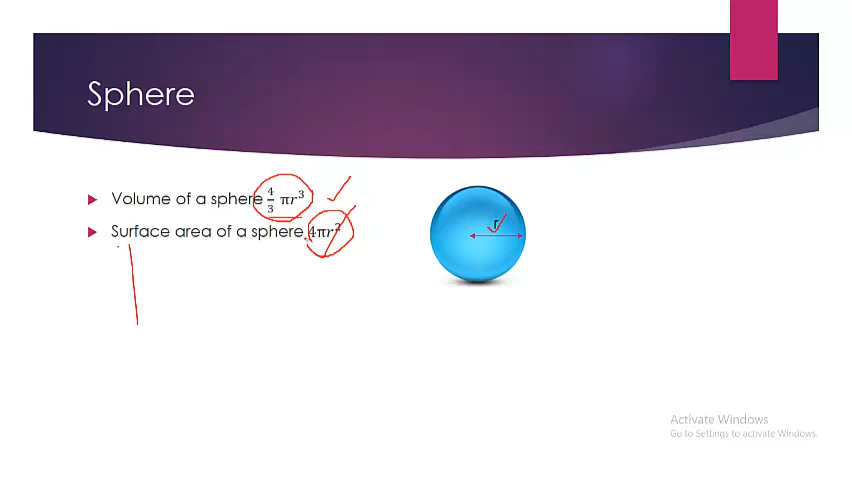 Sphere
Volume of a sphere 4/3 πr³
Surface area of a sphere 4πr²
r
Activate Windows
Go to Settings to activate Windows.